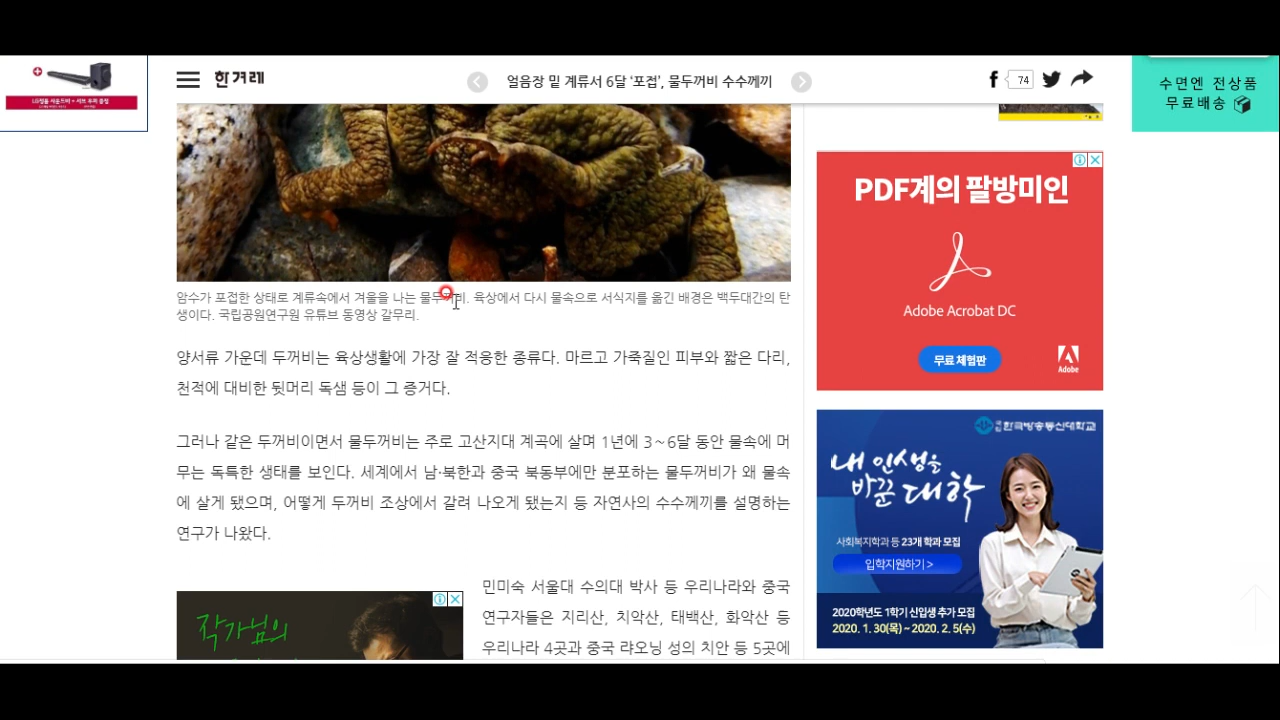 한겨레
얼음장 밑 계류서 6달 ‘포접’, 물두꺼비 수수께끼
74
수면엔 전상품
무료배송
암수가 포접한 상태로 계류속에서 겨울을 나는 물두꺼비. 육상에서 다시 물속으로 서식지를 옮긴 배경은 백두대간의 탄
생이다. 국립공원연구원 유튜브 동영상 갈무리.
양서류 가운데 두꺼비는 육상생활에 가장 잘 적응한 종류다. 마르고 가죽질인 피부와 짧은 다리,
천적에 대비한 뒷머리 독샘 등이 그 증거다.
그러나 같은 두꺼비이면서 물두꺼비는 주로 고산지대 계곡에 살며 1년에 3～6달 동안 물속에 머
무는 독특한 생태를 보인다. 세계에서 남·북한과 중국 북동부에만 분포하는 물두꺼비가 왜 물속
에 살게 됐으며, 어떻게 두꺼비 조상에서 갈려 나오게 됐는지 등 자연사의 수수께끼를 설명하는
연구가 나왔다.
작가님의
민미숙 서울대 수의대 박사 등 우리나라와 중국
연구자들은 지리산, 치악산, 태백산, 화악산 등
우리나라 4곳과 중국 랴오닝 성의 치안 등 5곳에
PDF계의 팔방미인
Adobe Acrobat DC
무료 체험판
Adobe
한국방송통신대학교
내 인생을
바꾼 대학
사회복지학과 등 23개 학과 모집
입학지원하기 >
2020학년도 1학기 신입생 추가 모집
2020. 1. 30(목) ~ 2020. 2. 5(수)